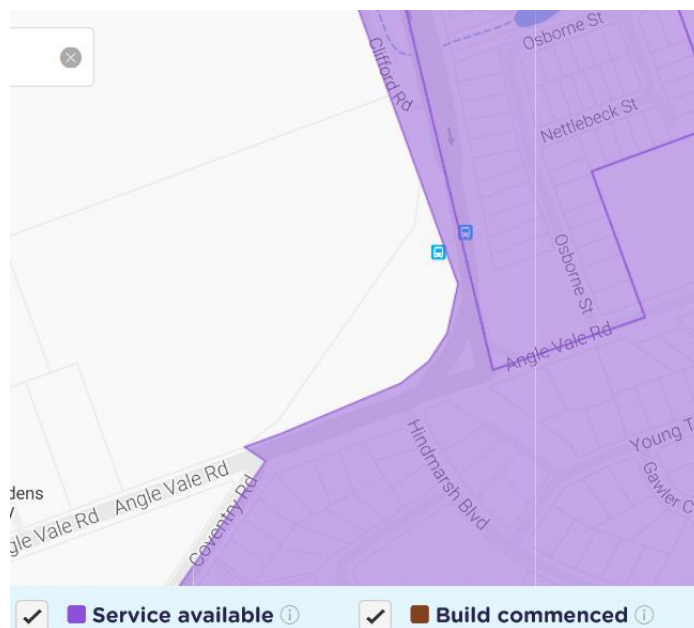 Osborne St
Clifford Rd
Nettlebeck St
Osborne St
Angle Vale Rd
Hindmarsh Blvd
Young T
Gawler C
dens
y
Angle Vale Rd
gle Vale Rd
Coventry Rd
Service available
Build commenced